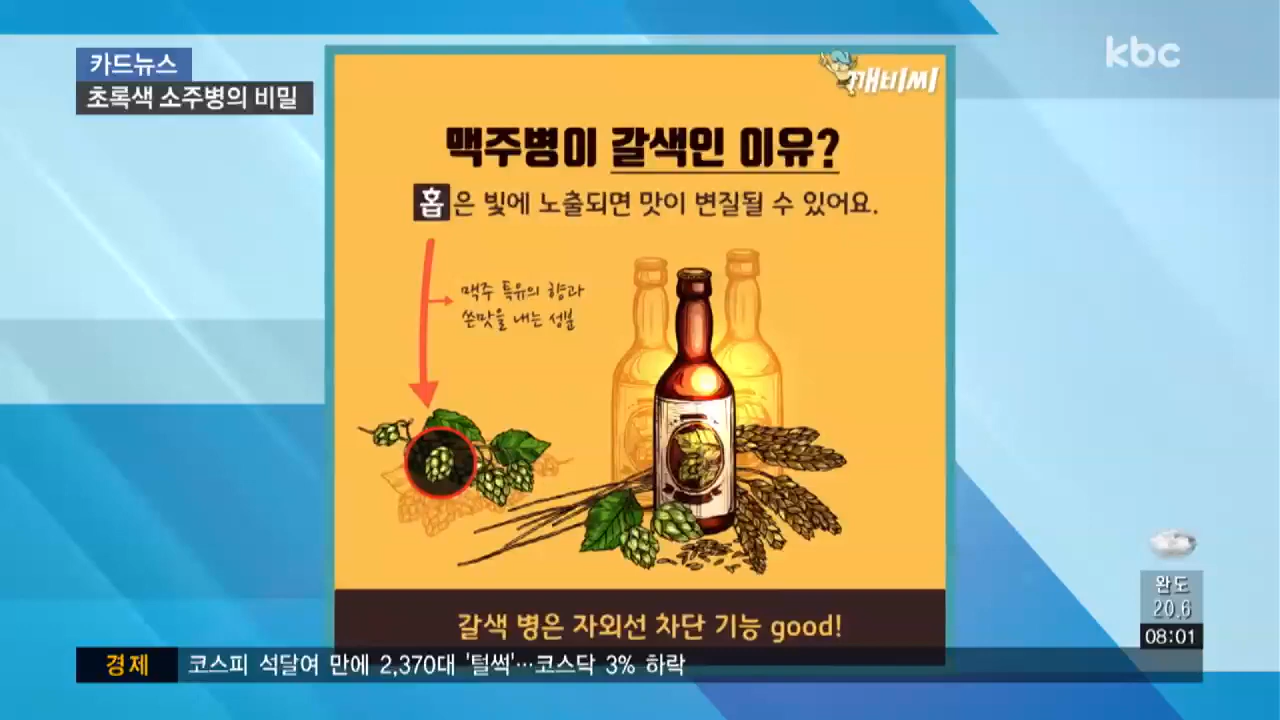 카드뉴스
초록색 소주병의 비밀
kbc
깨비씨
맥주병이 갈색인 이유?
홉은 빛에 노출되면 맛이 변질될 수 있어요.
맥주 특유의 향과
쓴맛을 내는 성분
갈색 병은 자외선 차단 기능 good!
완도
20.6
08:01
경제 코스피 석달여 만에 2,370대 '털썩'…코스닥 3% 하락